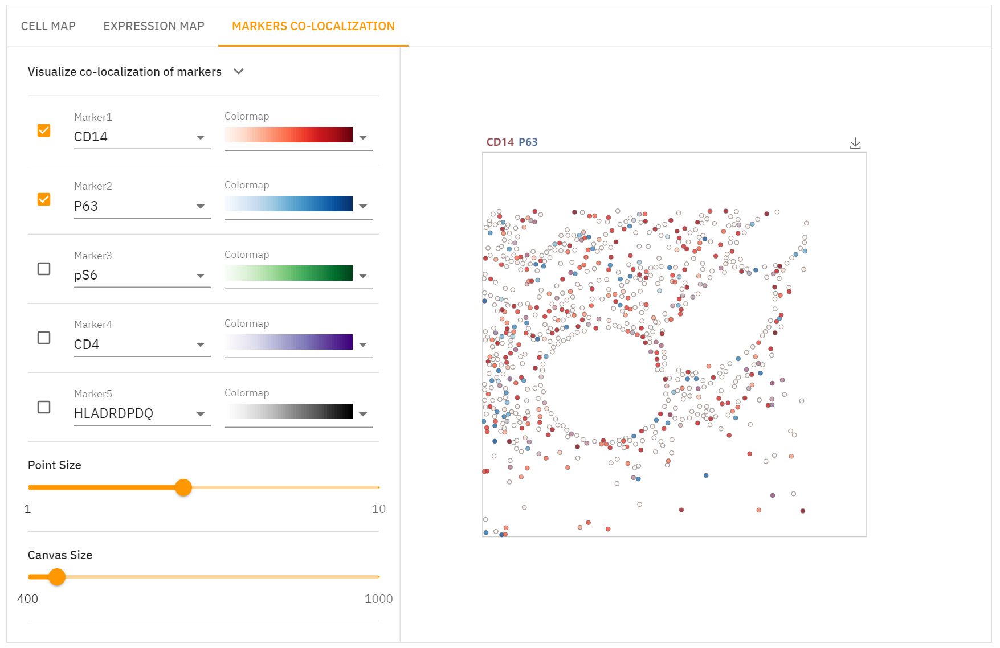 CELL MAP EXPRESSION MAP MARKERS CO-LOCALIZATION
Visualize co-localization of markers
Marker1 Colormap
CD14
Marker2 Colormap
P63
Marker3 Colormap
pS6
Marker4 Colormap
CD4
Marker5 Colormap
HLADRDPDQ
Point Size
1 10
Canvas Size
400 1000
CD14 P63